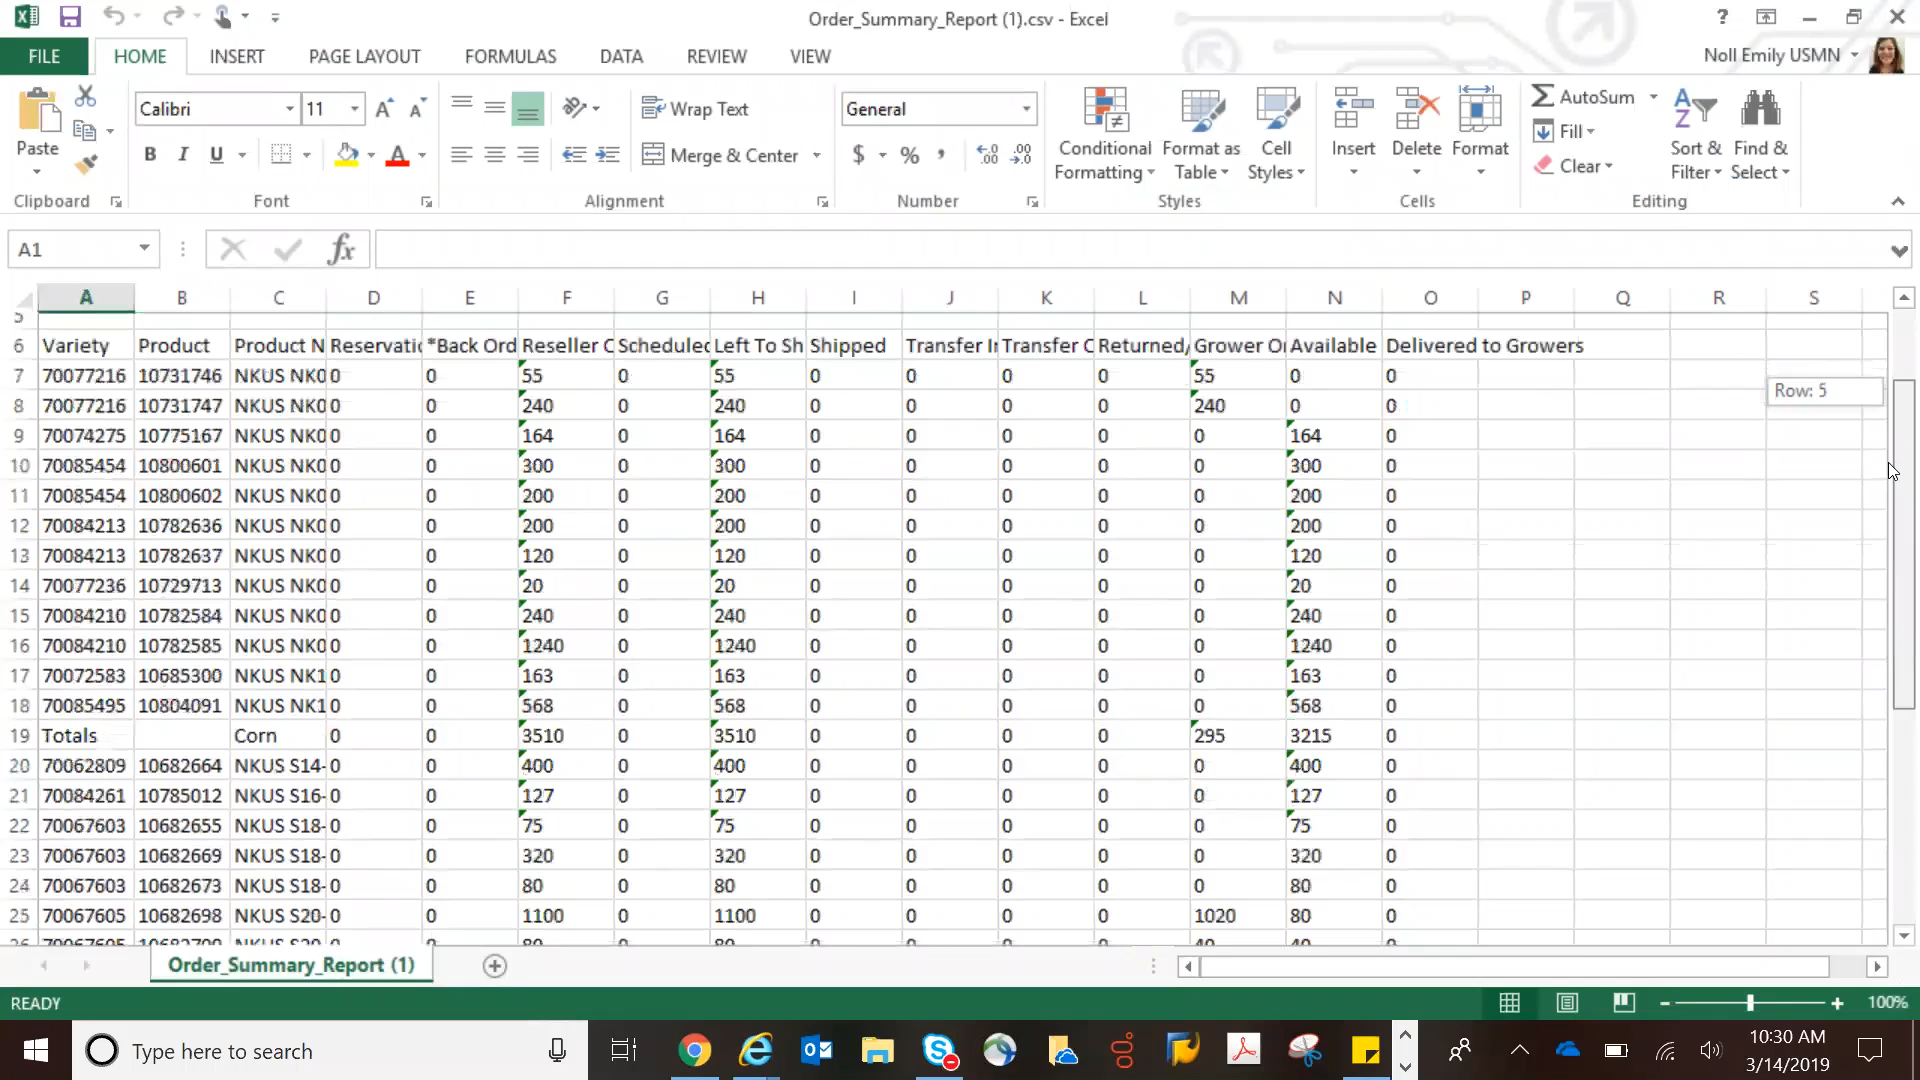 Order_Summary_Report (1).csv - Excel
?
FILE HOME INSERT PAGE LAYOUT FORMULAS DATA REVIEW VIEW Noll Emily USMN
Paste Calibri 11 Wrap Text General AutoSum
B I U Merge & Center $ % , Conditional Formatting Format as Table Cell Styles Insert Delete Format Fill Clear Sort & Filter Find & Select
Clipboard Font Alignment Number Styles Cells Editing
A1 fx
A B C D E F G H I J K L M N O P Q R S
5
6 Variety Product Product N Reservatio *Back Ord Reseller Scheduled Left To Sh Shipped Transfer Transfer Returned/ Grower Or Available Delivered to Growers
7 70077216 10731746 NKUS NK0 0 0 55 0 55 0 0 0 0 55 0 0
Row: 5
8 70077216 10731747 NKUS NK0 0 0 240 0 240 0 0 0 0 240 0 0
9 70074275 10775167 NKUS NK0 0 0 164 0 164 0 0 0 0 0 164 0
10 70085454 10800601 NKUS NK0 0 0 300 0 300 0 0 0 0 0 300 0
11 70085454 10800602 NKUS NK0 0 0 200 0 200 0 0 0 0 0 200 0
12 70084213 10782636 NKUS NK0 0 0 200 0 200 0 0 0 0 0 200 0
13 70084213 10782637 NKUS NK0 0 0 120 0 120 0 0 0 0 0 120 0
14 70077236 10729713 NKUS NK0 0 0 20 0 20 0 0 0 0 0 20 0
15 70084210 10782584 NKUS NK0 0 0 240 0 240 0 0 0 0 0 240 0
16 70084210 10782585 NKUS NK0 0 0 1240 0 1240 0 0 0 0 0 1240 0
17 70072583 10685300 NKUS NK1 0 0 163 0 163 0 0 0 0 0 163 0
18 70085495 10804091 NKUS NK1 0 0 568 0 568 0 0 0 0 0 568 0
19 Totals Corn 0 0 3510 0 3510 0 0 0 0 295 3215 0
20 70062809 10682664 NKUS S14- 0 0 400 0 400 0 0 0 0 0 400 0
21 70084261 10785012 NKUS S16- 0 0 127 0 127 0 0 0 0 0 127 0
22 70067603 10682655 NKUS S18- 0 0 75 0 75 0 0 0 0 0 75 0
23 70067603 10682669 NKUS S18- 0 0 320 0 320 0 0 0 0 0 320 0
24 70067603 10682673 NKUS S18- 0 0 80 0 80 0 0 0 0 0 80 0
25 70067605 10682698 NKUS S20- 0 0 1100 0 1100 0 0 0 0 1020 80 0
Order_Summary_Report (1)
READY 100%
Type here to search
10:30 AM
3/14/2019